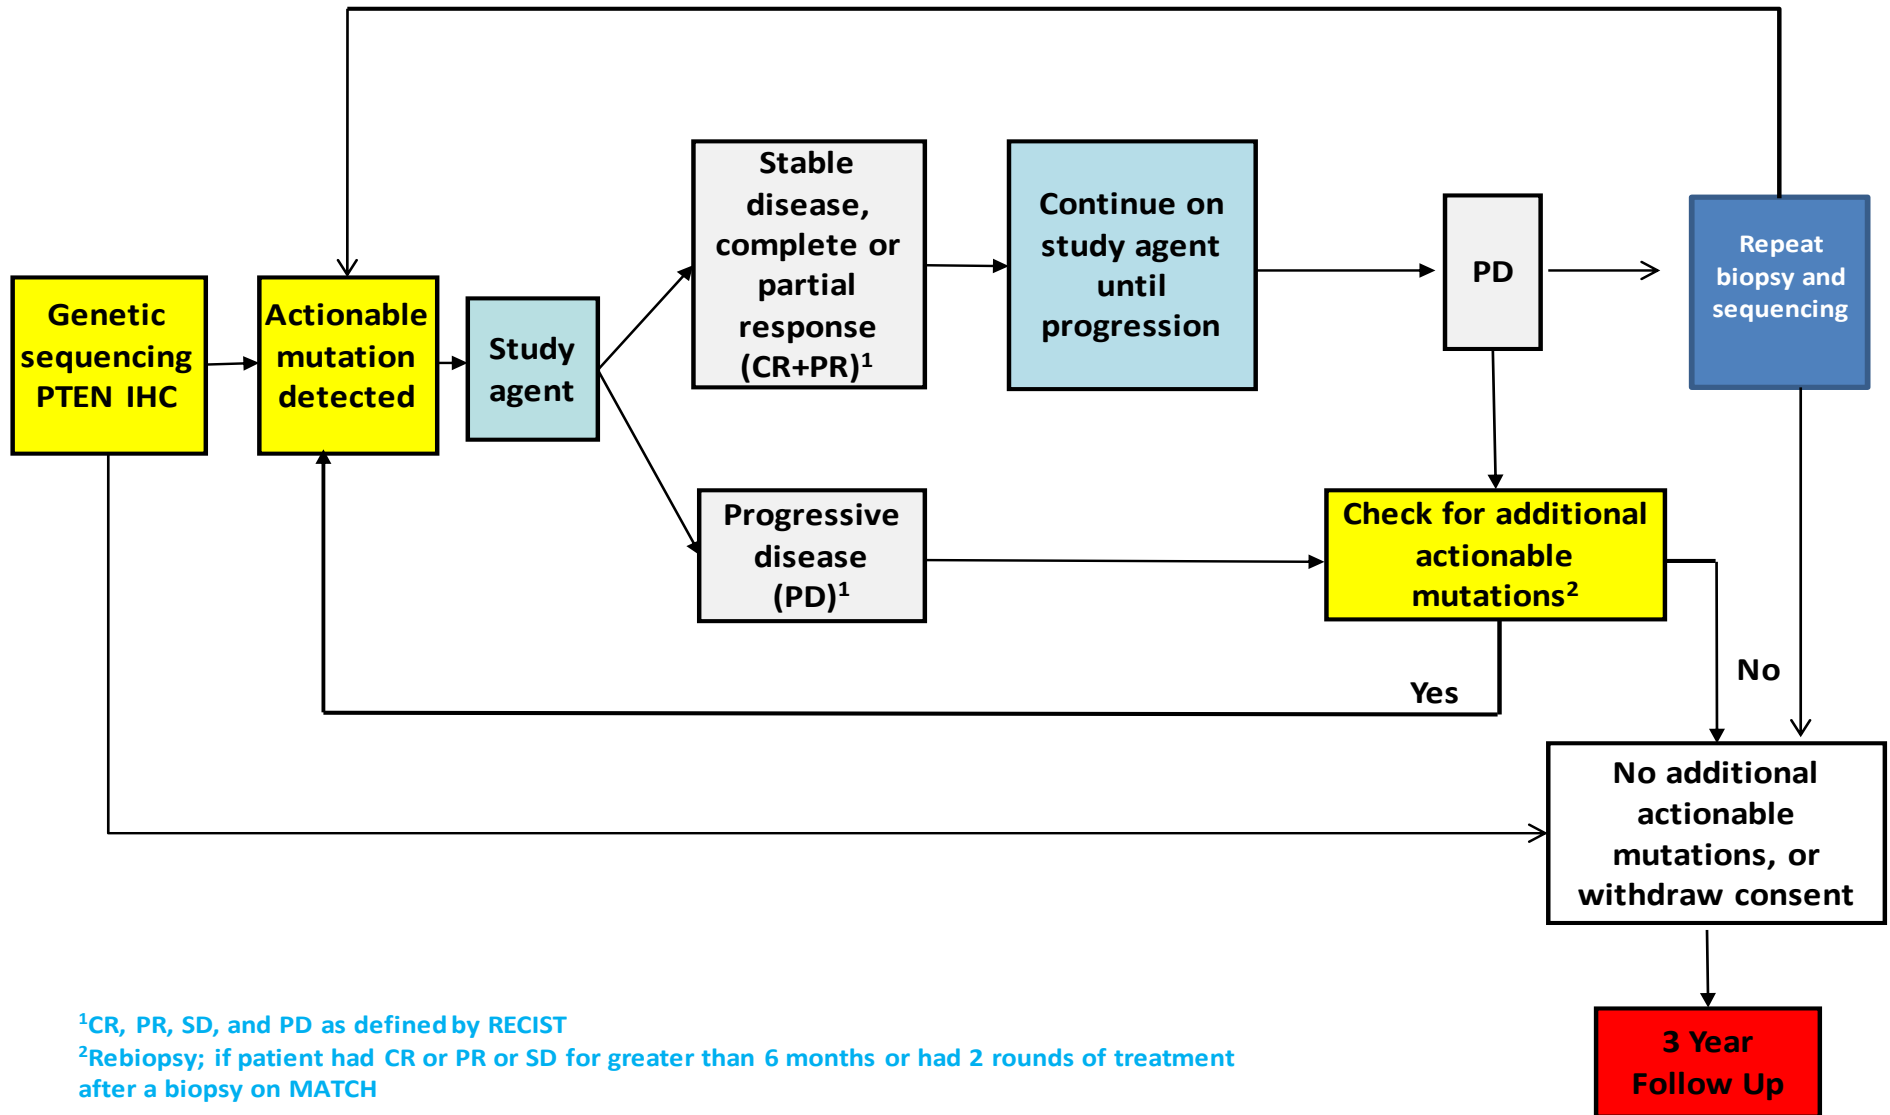 Genetic
sequencing
PTEN IHC
Actionable
mutation
detected
Study
agent
Stable
disease,
complete or
partial
response
(CR+PR)1
Continue on
study agent
until
progression
PD
Repeat
biopsy and
sequencing
Progressive
disease
(PD)1
Check for additional
actionable
mutations2
Yes
No
No additional
actionable
mutations, or
withdraw consent
3 Year
Follow Up
1CR, PR, SD, and PD as defined by RECIST
2Rebiopsy; if patient had CR or PR or SD for greater than 6 months or had 2 rounds of treatment
after a biopsy on MATCH